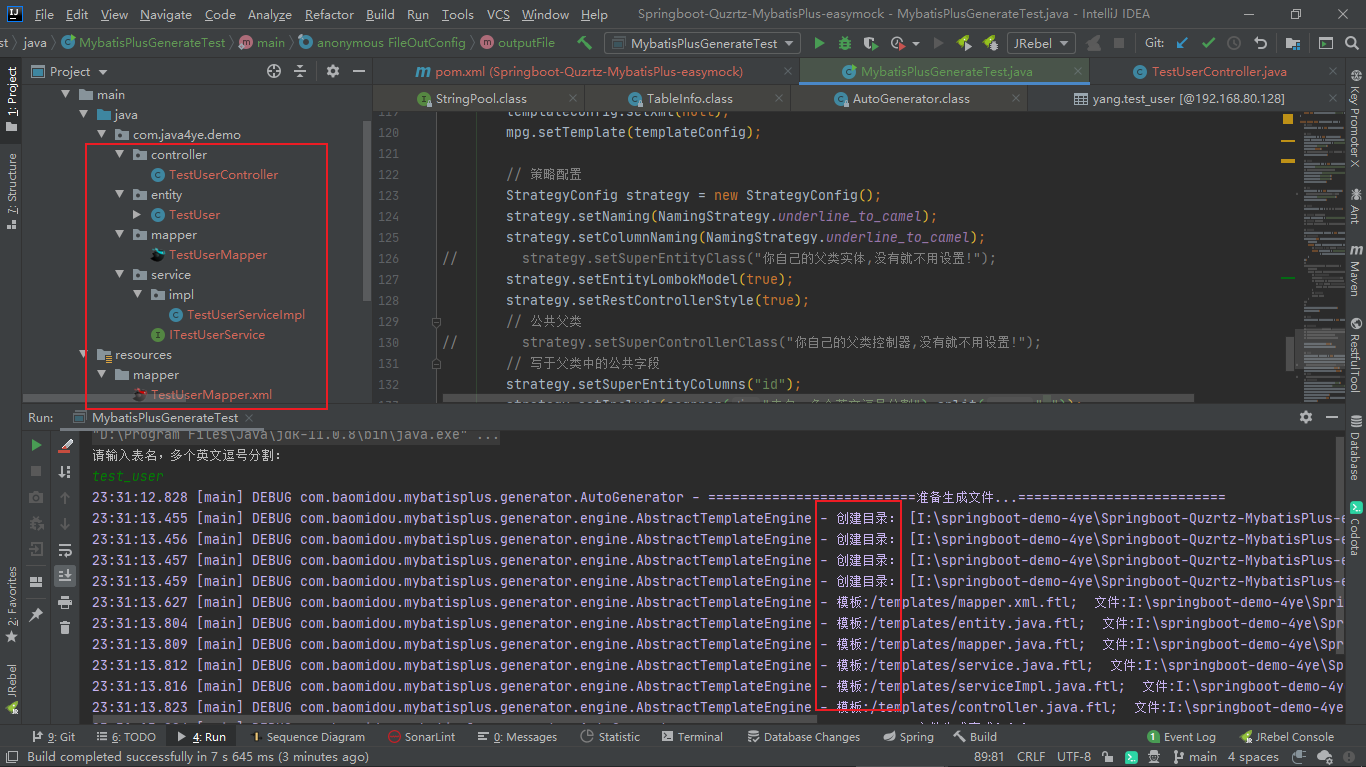 File Edit View Navigate Code Analyze Refactor Build Run Tools VCS Window Help Springboot-Quzrtz-MybatisPlus-easymock - MybatisPlusGenerateTest.java - IntelliJ IDEA
java MybatisPlusGenerateTest main anonymous FileOutConfig outputFile MybatisPlusGenerateTest JRebel Git:
Project
pom.xml (Springboot-Quzrtz-MybatisPlus-easymock) MybatisPlusGenerateTest.java TestUserController.java
StringPool.class TableInfo.class AutoGenerator.class yang.test_user [@192.168.80.128]
main
java
com.java4ye.demo
controller
TestUserController
entity
TestUser
mapper
TestUserMapper
service
impl
TestUserServiceImpl
ITestUserService
resources
mapper
TestUserMapper.xml
119 templateConfig.setXml(null);
120 mpg.setTemplate(templateConfig);
121
122 // 策略配置
123 StrategyConfig strategy = new StrategyConfig();
124 strategy.setNaming(NamingStrategy.underline_to_camel);
125 strategy.setColumnNaming(NamingStrategy.underline_to_camel);
126 // strategy.setSuperEntityClass("你自己的父类实体,没有就不用设置!");
127 strategy.setEntityLombokModel(true);
128 strategy.setRestControllerStyle(true);
129 // 公共父类
130 // strategy.setSuperControllerClass("你自己的父类控制器,没有就不用设置!");
131 // 写于父类中的公共字段
132 strategy.setSuperEntityColumns("id");
1: Project
7: Structure
2: Favorites
JRebel
Key Promoter X
Ant
Maven
RestfulTool
Database
Codota
Run: MybatisPlusGenerateTest
"D:\Program Files\Java\jdk-11.0.8\bin\java.exe" ...
请输入表名，多个英文逗号分割：
test_user
23:31:12.828 [main] DEBUG com.baomidou.mybatisplus.generator.AutoGenerator - ==========================准备生成文件...==========================
23:31:13.455 [main] DEBUG com.baomidou.mybatisplus.generator.engine.AbstractTemplateEngine - 创建目录： [I:\springboot-demo-4ye\Springboot-Quzrtz-MybatisPlus-e
23:31:13.456 [main] DEBUG com.baomidou.mybatisplus.generator.engine.AbstractTemplateEngine - 创建目录： [I:\springboot-demo-4ye\Springboot-Quzrtz-MybatisPlus-e
23:31:13.457 [main] DEBUG com.baomidou.mybatisplus.generator.engine.AbstractTemplateEngine - 创建目录： [I:\springboot-demo-4ye\Springboot-Quzrtz-MybatisPlus-e
23:31:13.459 [main] DEBUG com.baomidou.mybatisplus.generator.engine.AbstractTemplateEngine - 创建目录： [I:\springboot-demo-4ye\Springboot-Quzrtz-MybatisPlus-e
23:31:13.627 [main] DEBUG com.baomidou.mybatisplus.generator.engine.AbstractTemplateEngine - 模板:/templates/mapper.xml.ftl; 文件:I:\springboot-demo-4ye\Spri
23:31:13.804 [main] DEBUG com.baomidou.mybatisplus.generator.engine.AbstractTemplateEngine - 模板:/templates/entity.java.ftl; 文件:I:\springboot-demo-4ye\Spr
23:31:13.809 [main] DEBUG com.baomidou.mybatisplus.generator.engine.AbstractTemplateEngine - 模板:/templates/mapper.java.ftl; 文件:I:\springboot-demo-4ye\Spr
23:31:13.812 [main] DEBUG com.baomidou.mybatisplus.generator.engine.AbstractTemplateEngine - 模板:/templates/service.java.ftl; 文件:I:\springboot-demo-4ye\Sp
23:31:13.816 [main] DEBUG com.baomidou.mybatisplus.generator.engine.AbstractTemplateEngine - 模板:/templates/serviceImpl.java.ftl; 文件:I:\springboot-demo-4y
23:31:13.823 [main] DEBUG com.baomidou.mybatisplus.generator.engine.AbstractTemplateEngine - 模板:/templates/controller.java.ftl; 文件:I:\springboot-demo-4ye
9: Git 6: TODO 4: Run Sequence Diagram SonarLint 0: Messages Statistic Terminal Database Changes Spring Build 1 Event Log JRebel Console
Build completed successfully in 7 s 645 ms (3 minutes ago) 89:81 CRLF UTF-8 main 4 spaces